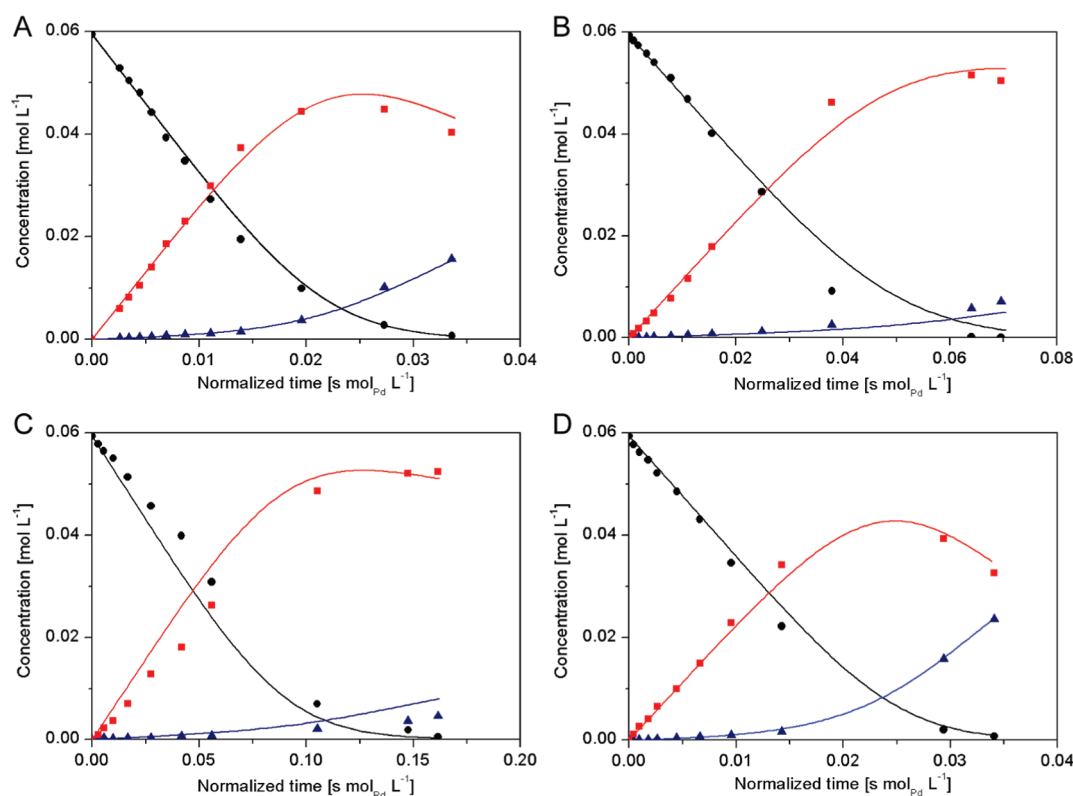 A
0.06
0.04
0.02
0.00
Concentration [mol L⁻¹]
0.00 0.01 0.02 0.03 0.04
Normalized time [s mol_Pd L⁻¹]
B
0.06
0.04
0.02
0.00
Concentration [mol L⁻¹]
0.00 0.02 0.04 0.06 0.08
Normalized time [s mol_Pd L⁻¹]
C
0.06
0.04
0.02
0.00
Concentration [mol L⁻¹]
0.00 0.05 0.10 0.15 0.20
Normalized time [s mol_Pd L⁻¹]
D
0.06
0.04
0.02
0.00
Concentration [mol L⁻¹]
0.00 0.01 0.02 0.03 0.04
Normalized time [s mol_Pd L⁻¹]